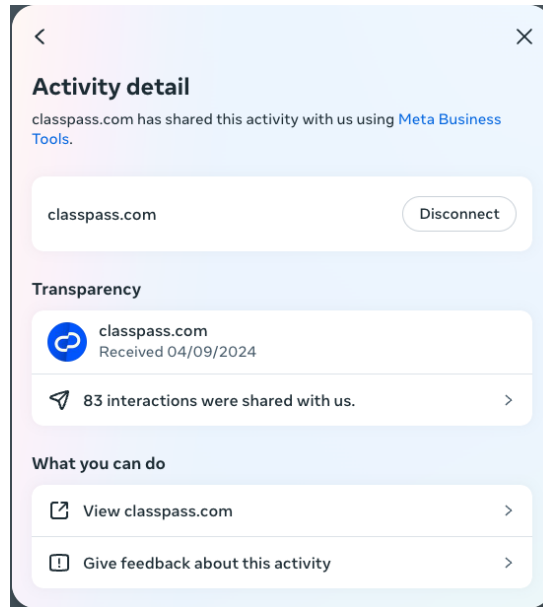 Activity detail
classpass.com has shared this activity with us using Meta Business
Tools.
classpass.com
Disconnect
Transparency
classpass.com
Received 04/09/2024
83 interactions were shared with us.
What you can do
View classpass.com
Give feedback about this activity